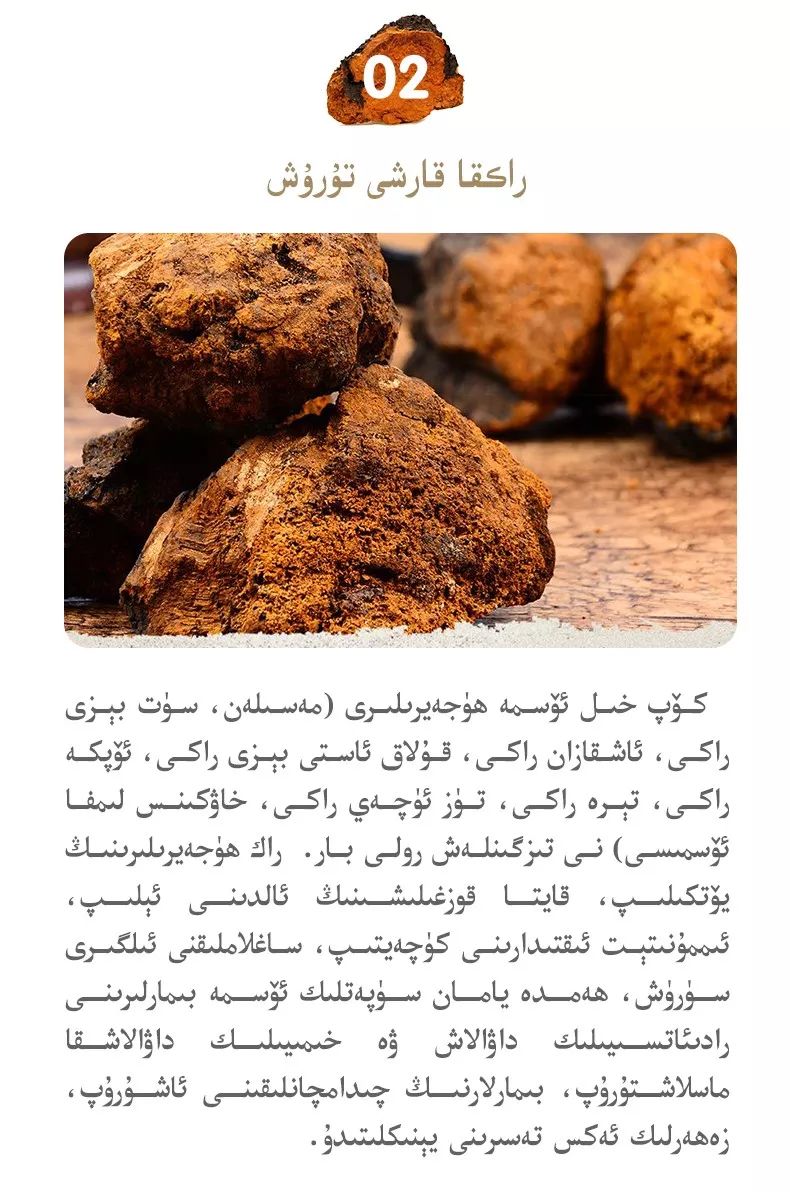 02
راكقا قارشى تۇرۇش
كۆپ خىل ئۆسمە ھۈجەيرىلىرى (مەسىلەن، سۈت بېزى
راكى، ئاشقازان راكى، قۇلاق ئاستى بېزى راكى، ئۆپكە
راكى، تېرە راكى، تۈز ئۈچەي راكى، خاۋكىنس لىمفا
ئۆسمىسى) نى تىزگىنلەش رولى بار. راك ھۈجەيرىلىرىنىڭ
يۆتكىلىپ، قايتا قوزغىلىشىنىڭ ئالدىنى ئېلىپ،
ئىممۇنىتېت ئىقتىدارىنى كۈچەيتىپ، ساغلاملىقنى ئىلگىرى
سۈرۈش، ھەمدە يامان سۈپەتلىك ئۆسمە بىمارلىرىنى
رادىئاتسىيىلىك داۋالاش ۋە خىمىيىلىك داۋالاشقا
ماسلاشتۇرۇپ، بىمارلارنىڭ چىدامچانلىقىنى ئاشۇرۇپ،
زەھەرلىك ئەكس تەسىرىنى يېنىكلىتىدۇ.